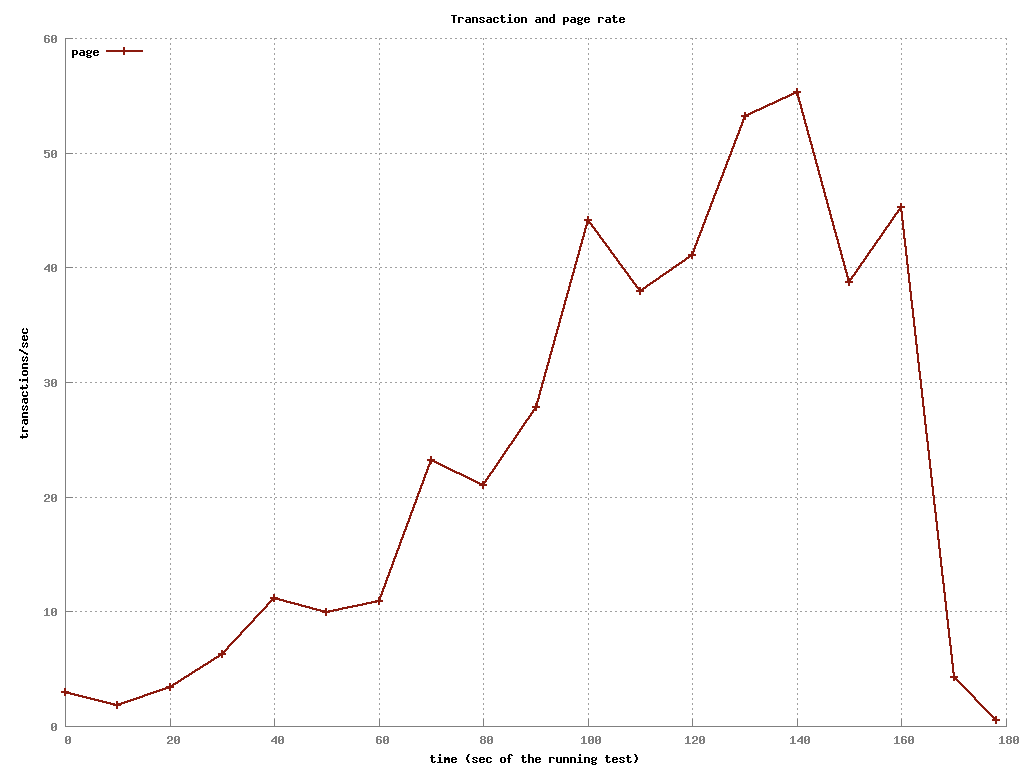 Transaction and page rate
60
page
50
40
30
20
10
0
transactions/sec
0 20 40 60 80 100 120 140 160 180
time (sec of the running test)